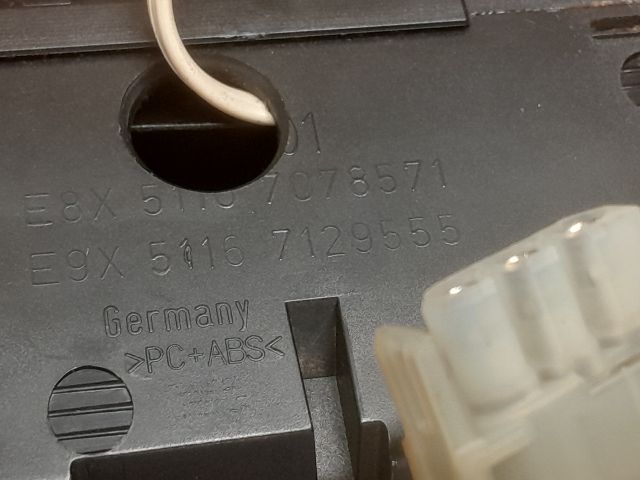 01
E8X 5116 7078571
E9X 5116 7129555
Germany
>PC+ABS<